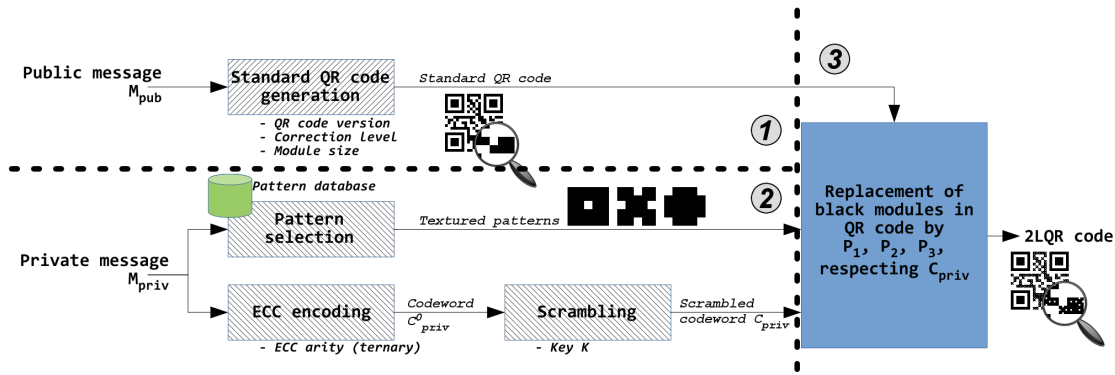 Public message
M_pub
Standard QR code
generation
- QR code version
- Correction level
- Module size
Standard QR code
1
3
Pattern database
2
Pattern
selection
Textured patterns
Private message
M_priv
ECC encoding
- ECC arity (ternary)
Codeword
C^0_priv
Scrambling
- Key K
Scrambled
codeword C_priv
Replacement of
black modules in
QR code by
P_1, P_2, P_3,
respecting C_priv
2LQR code